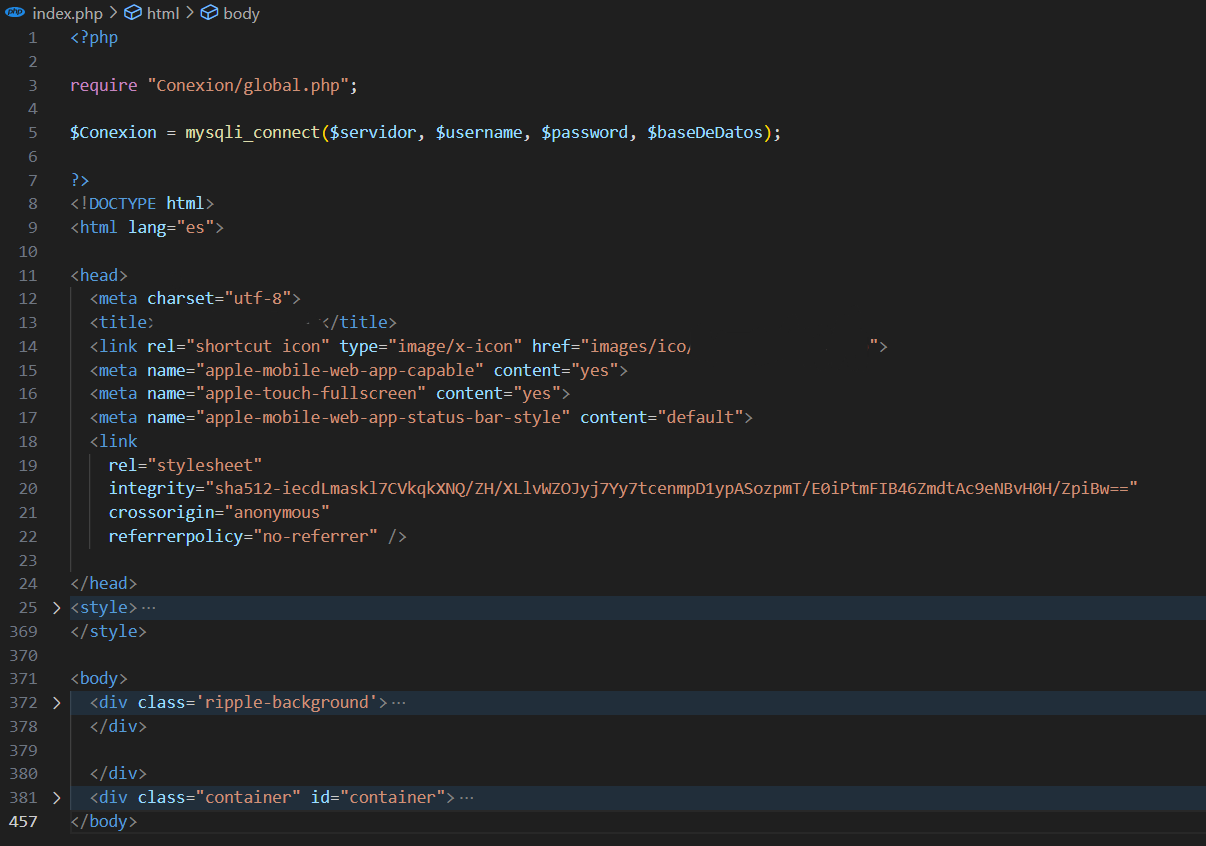 index.php > html > body
1 <?php
2
3 require "Conexion/global.php";
4
5 $Conexion = mysqli_connect($servidor, $username, $password, $baseDeDatos);
6
7 ?>
8 <!DOCTYPE html>
9 <html lang="es">
10
11 <head>
12 <meta charset="utf-8">
13 <title> </title>
14 <link rel="shortcut icon" type="image/x-icon" href="images/ico/ ">
15 <meta name="apple-mobile-web-app-capable" content="yes">
16 <meta name="apple-touch-fullscreen" content="yes">
17 <meta name="apple-mobile-web-app-status-bar-style" content="default">
18 <link
19 rel="stylesheet"
20 integrity="sha512-iecdLmaskl7CVkqkXNQ/ZH/XLlvWZOJyj7Yy7tcenmpD1ypASozpmT/E0iPtmFIB46ZmdtAc9eNBvH0H/ZpiBw=="
21 crossorigin="anonymous"
22 referrerpolicy="no-referrer" />
23
24 </head>
25 <style>···
369 </style>
370
371 <body>
372 <div class='ripple-background'>···
378 </div>
379
380 </div>
381 <div class="container" id="container">···
457 </body>